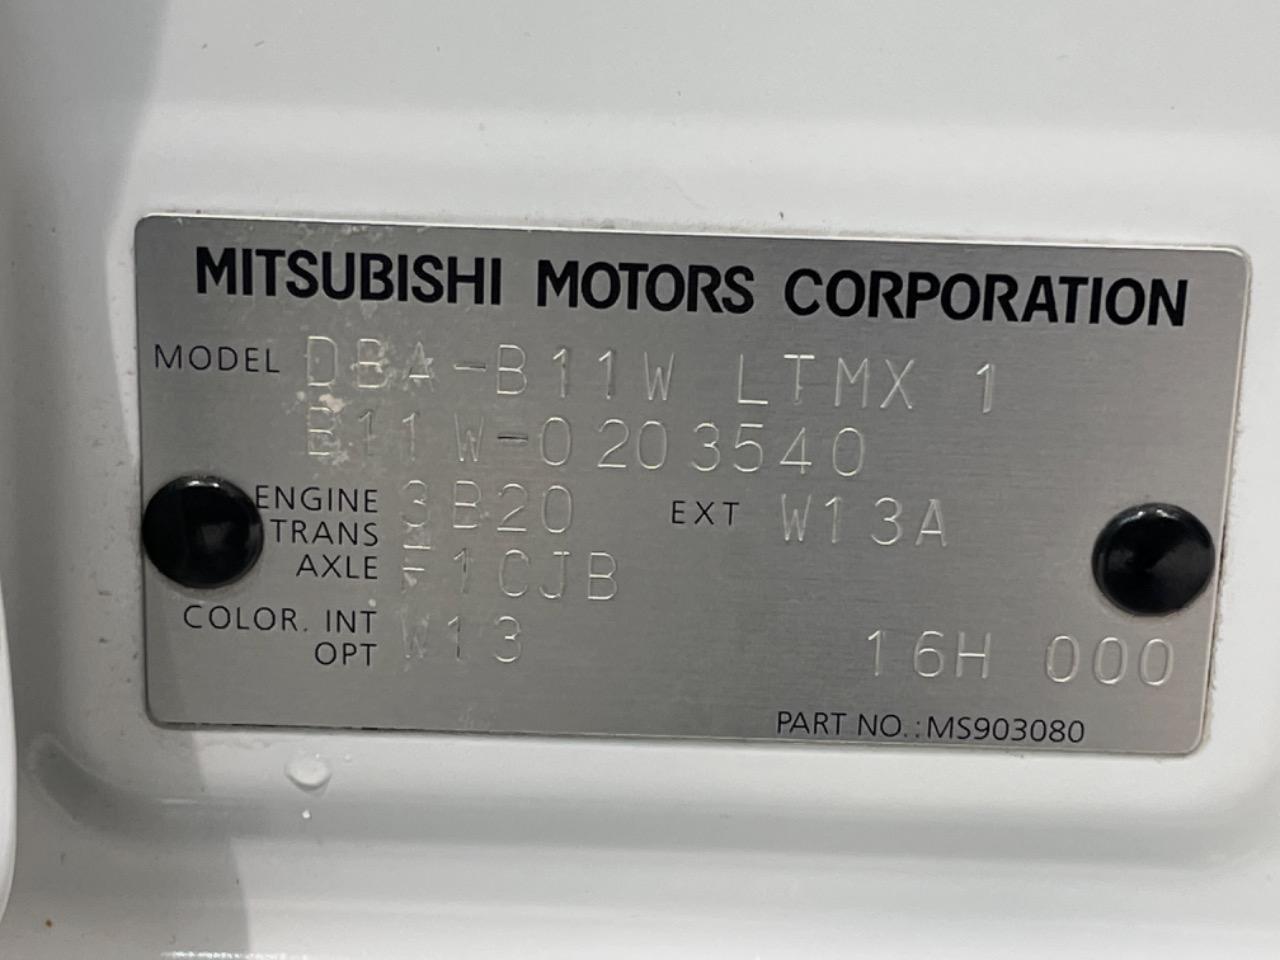 MITSUBISHI MOTORS CORPORATION
MODEL DBA-B11W LTMX 1
B11W-0203540
ENGINE 3B20 EXT W13A
TRANS
AXLE F1CJB
COLOR. INT W13
OPT 16H 000
PART NO.:MS903080